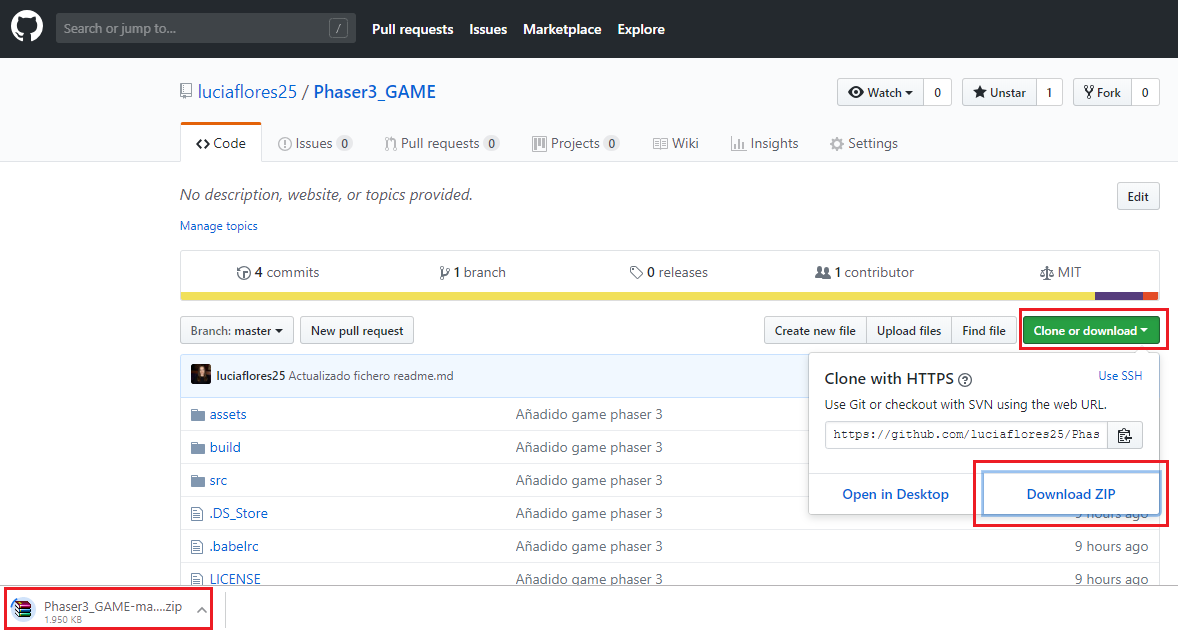 Search or jump to... / Pull requests Issues Marketplace Explore
luciaflores25 / Phaser3_GAME Watch 0 Unstar 1 Fork 0
Code Issues 0 Pull requests 0 Projects 0 Wiki Insights Settings
No description, website, or topics provided. Edit
Manage topics
4 commits 1 branch 0 releases 1 contributor MIT
Branch: master New pull request Create new file Upload files Find file Clone or download
luciaflores25 Actualizado fichero readme.md
Clone with HTTPS ? Use SSH
Use Git or checkout with SVN using the web URL.
https://github.com/luciaflores25/Phas
Open in Desktop Download ZIP
assets Añadido game phaser 3
build Añadido game phaser 3
src Añadido game phaser 3
.DS_Store Añadido game phaser 3 9 hours ago
.babelrc Añadido game phaser 3 9 hours ago
LICENSE Añadido game phaser 3 9 hours ago
Phaser3_GAME-ma....zip
1.950 KB